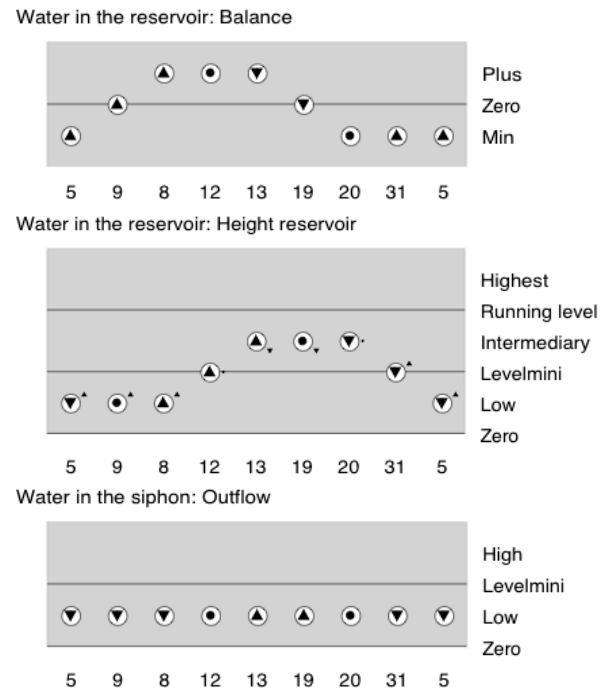 Water in the reservoir: Balance
Plus
Zero
Min
5 9 8 12 13 19 20 31 5
Water in the reservoir: Height reservoir
Highest
Running level
Intermediary
Levelmini
Low
Zero
5 9 8 12 13 19 20 31 5
Water in the siphon: Outflow
High
Levelmini
Low
Zero
5 9 8 12 13 19 20 31 5